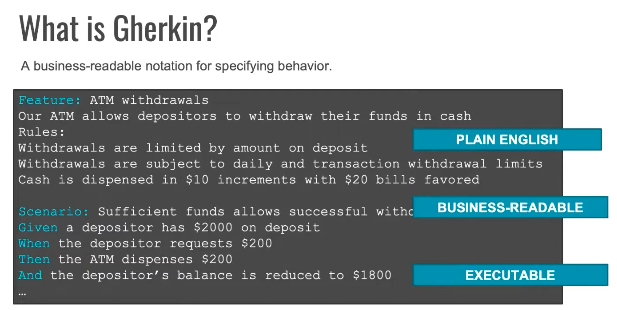 What is Gherkin?
A business-readable notation for specifying behavior.
Feature: ATM withdrawals
Our ATM allows depositors to withdraw their funds in cash
Rules:
Withdrawals are limited by amount on deposit
PLAIN ENGLISH
Withdrawals are subject to daily and transaction withdrawal limits
Cash is dispensed in $10 increments with $20 bills favored
Scenario: Sufficient funds allows successful
BUSINESS-READABLE
Given a depositor has $2000 on deposit
When the depositor requests $200
Then the ATM dispenses $200
And the depositor's balance is reduced to $1800
EXECUTABLE
…